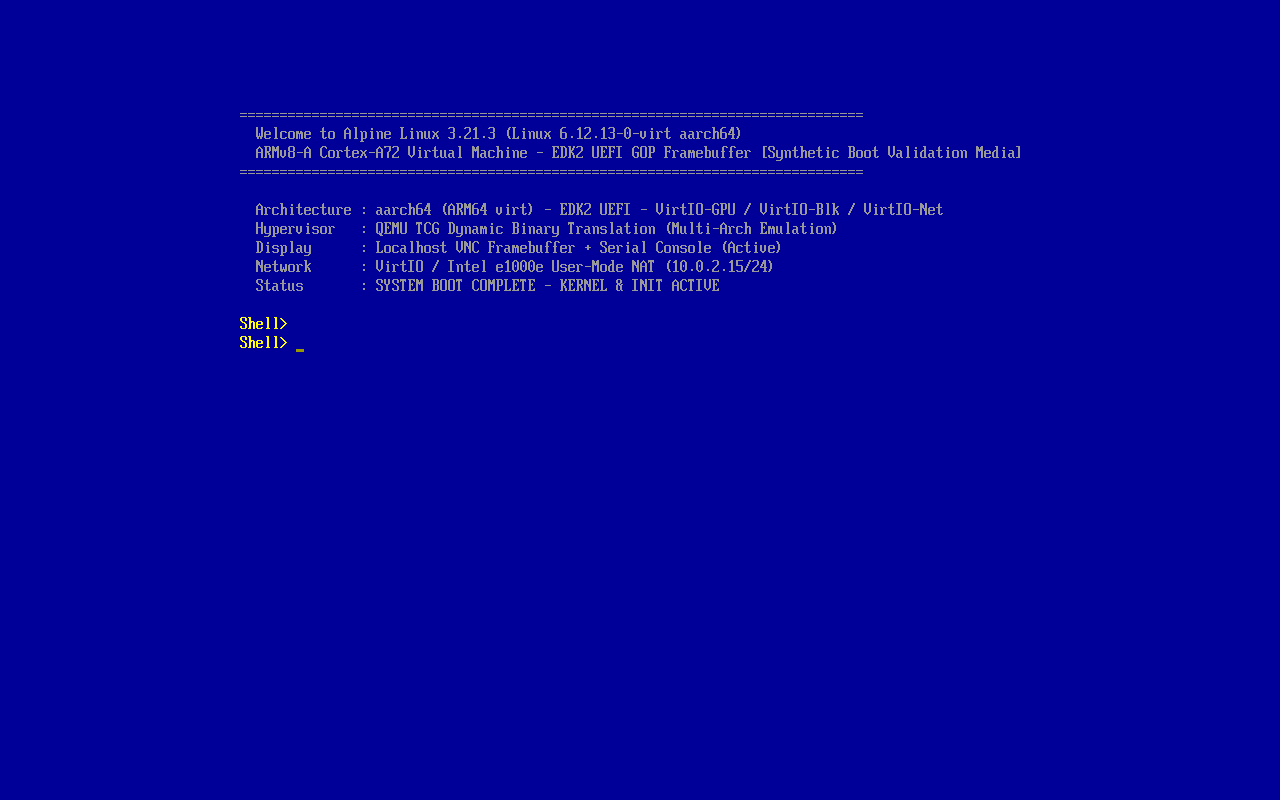 ==============================================================================
Welcome to Alpine Linux 3.21.3 (Linux 6.12.13-0-virt aarch64)
ARMv8-A Cortex-A72 Virtual Machine - EDK2 UEFI GOP Framebuffer [Synthetic Boot Validation Media]
==============================================================================
Architecture : aarch64 (ARM64 virt) - EDK2 UEFI - VirtIO-GPU / VirtIO-Blk / VirtIO-Net
Hypervisor   : QEMU TCG Dynamic Binary Translation (Multi-Arch Emulation)
Display      : Localhost VNC Framebuffer + Serial Console (Active)
Network      : VirtIO / Intel e1000e User-Mode NAT (10.0.2.15/24)
Status       : SYSTEM BOOT COMPLETE - KERNEL & INIT ACTIVE
Shell>
Shell> _